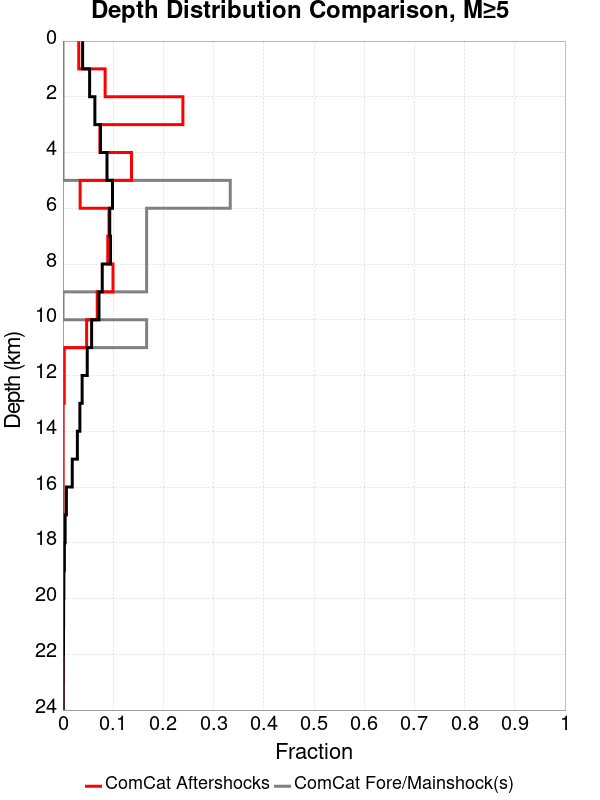 Depth Distribution Comparison, M≥5
0
2
4
6
8
10
12
14
16
18
20
22
24
Depth (km)
0 0.1 0.2 0.3 0.4 0.5 0.6 0.7 0.8 0.9 1
Fraction
ComCat Aftershocks ComCat Fore/Mainshock(s)